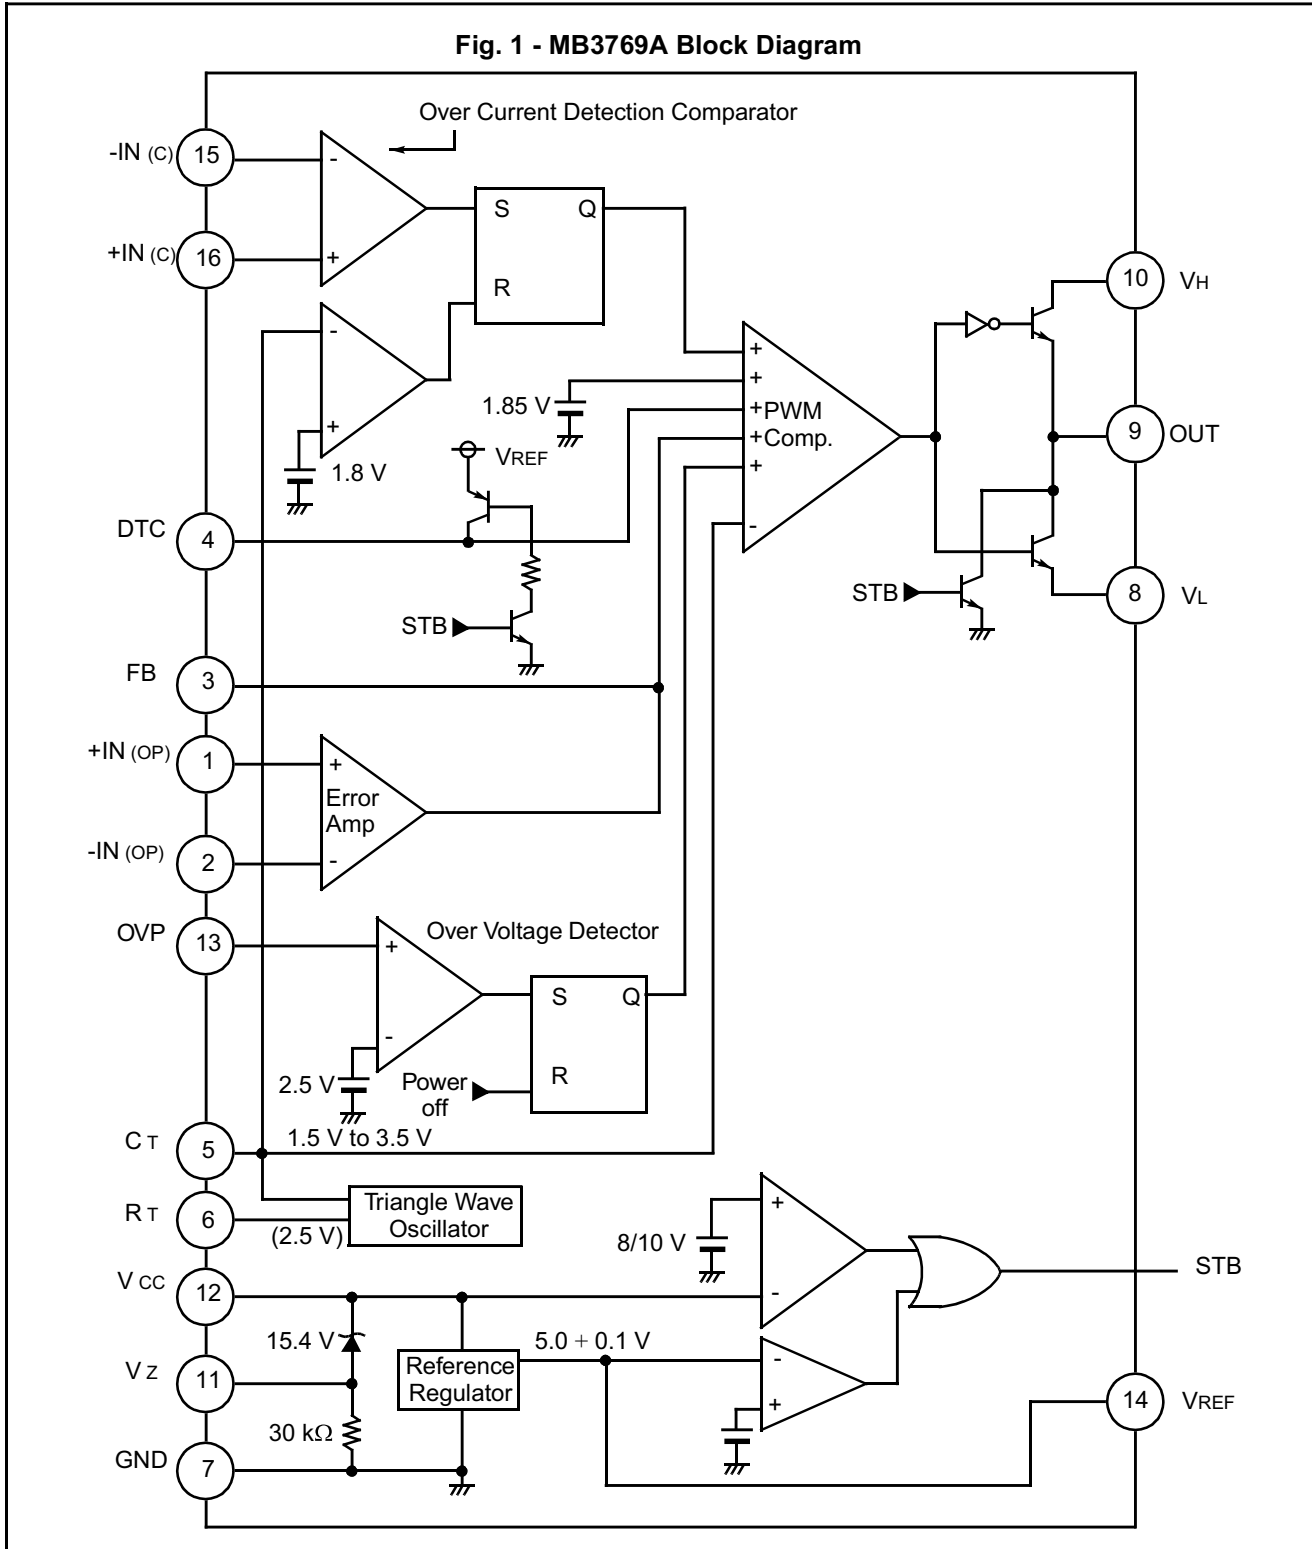 Fig. 1 - MB3769A Block Diagram
Over Current Detection Comparator
-IN (C)
15
-
S
Q
+IN (C)
16
+
R
10
VH
-
+
+
1.85 V
+PWM
+Comp.
+
-
9
OUT
+
1.8 V
VREF
DTC
4
STB
STB
8
VL
FB
3
+IN (OP)
1
+
Error
Amp
-IN (OP)
2
-
OVP
13
+
Over Voltage Detector
S
Q
-
2.5 V
Power
off
R
CT
5
1.5 V to 3.5 V
RT
6
(2.5 V)
Triangle Wave
Oscillator
+
8/10 V
STB
VCC
12
-
15.4 V
5.0 + 0.1 V
VZ
11
Reference
Regulator
-
+
14
VREF
30 kΩ
GND
7